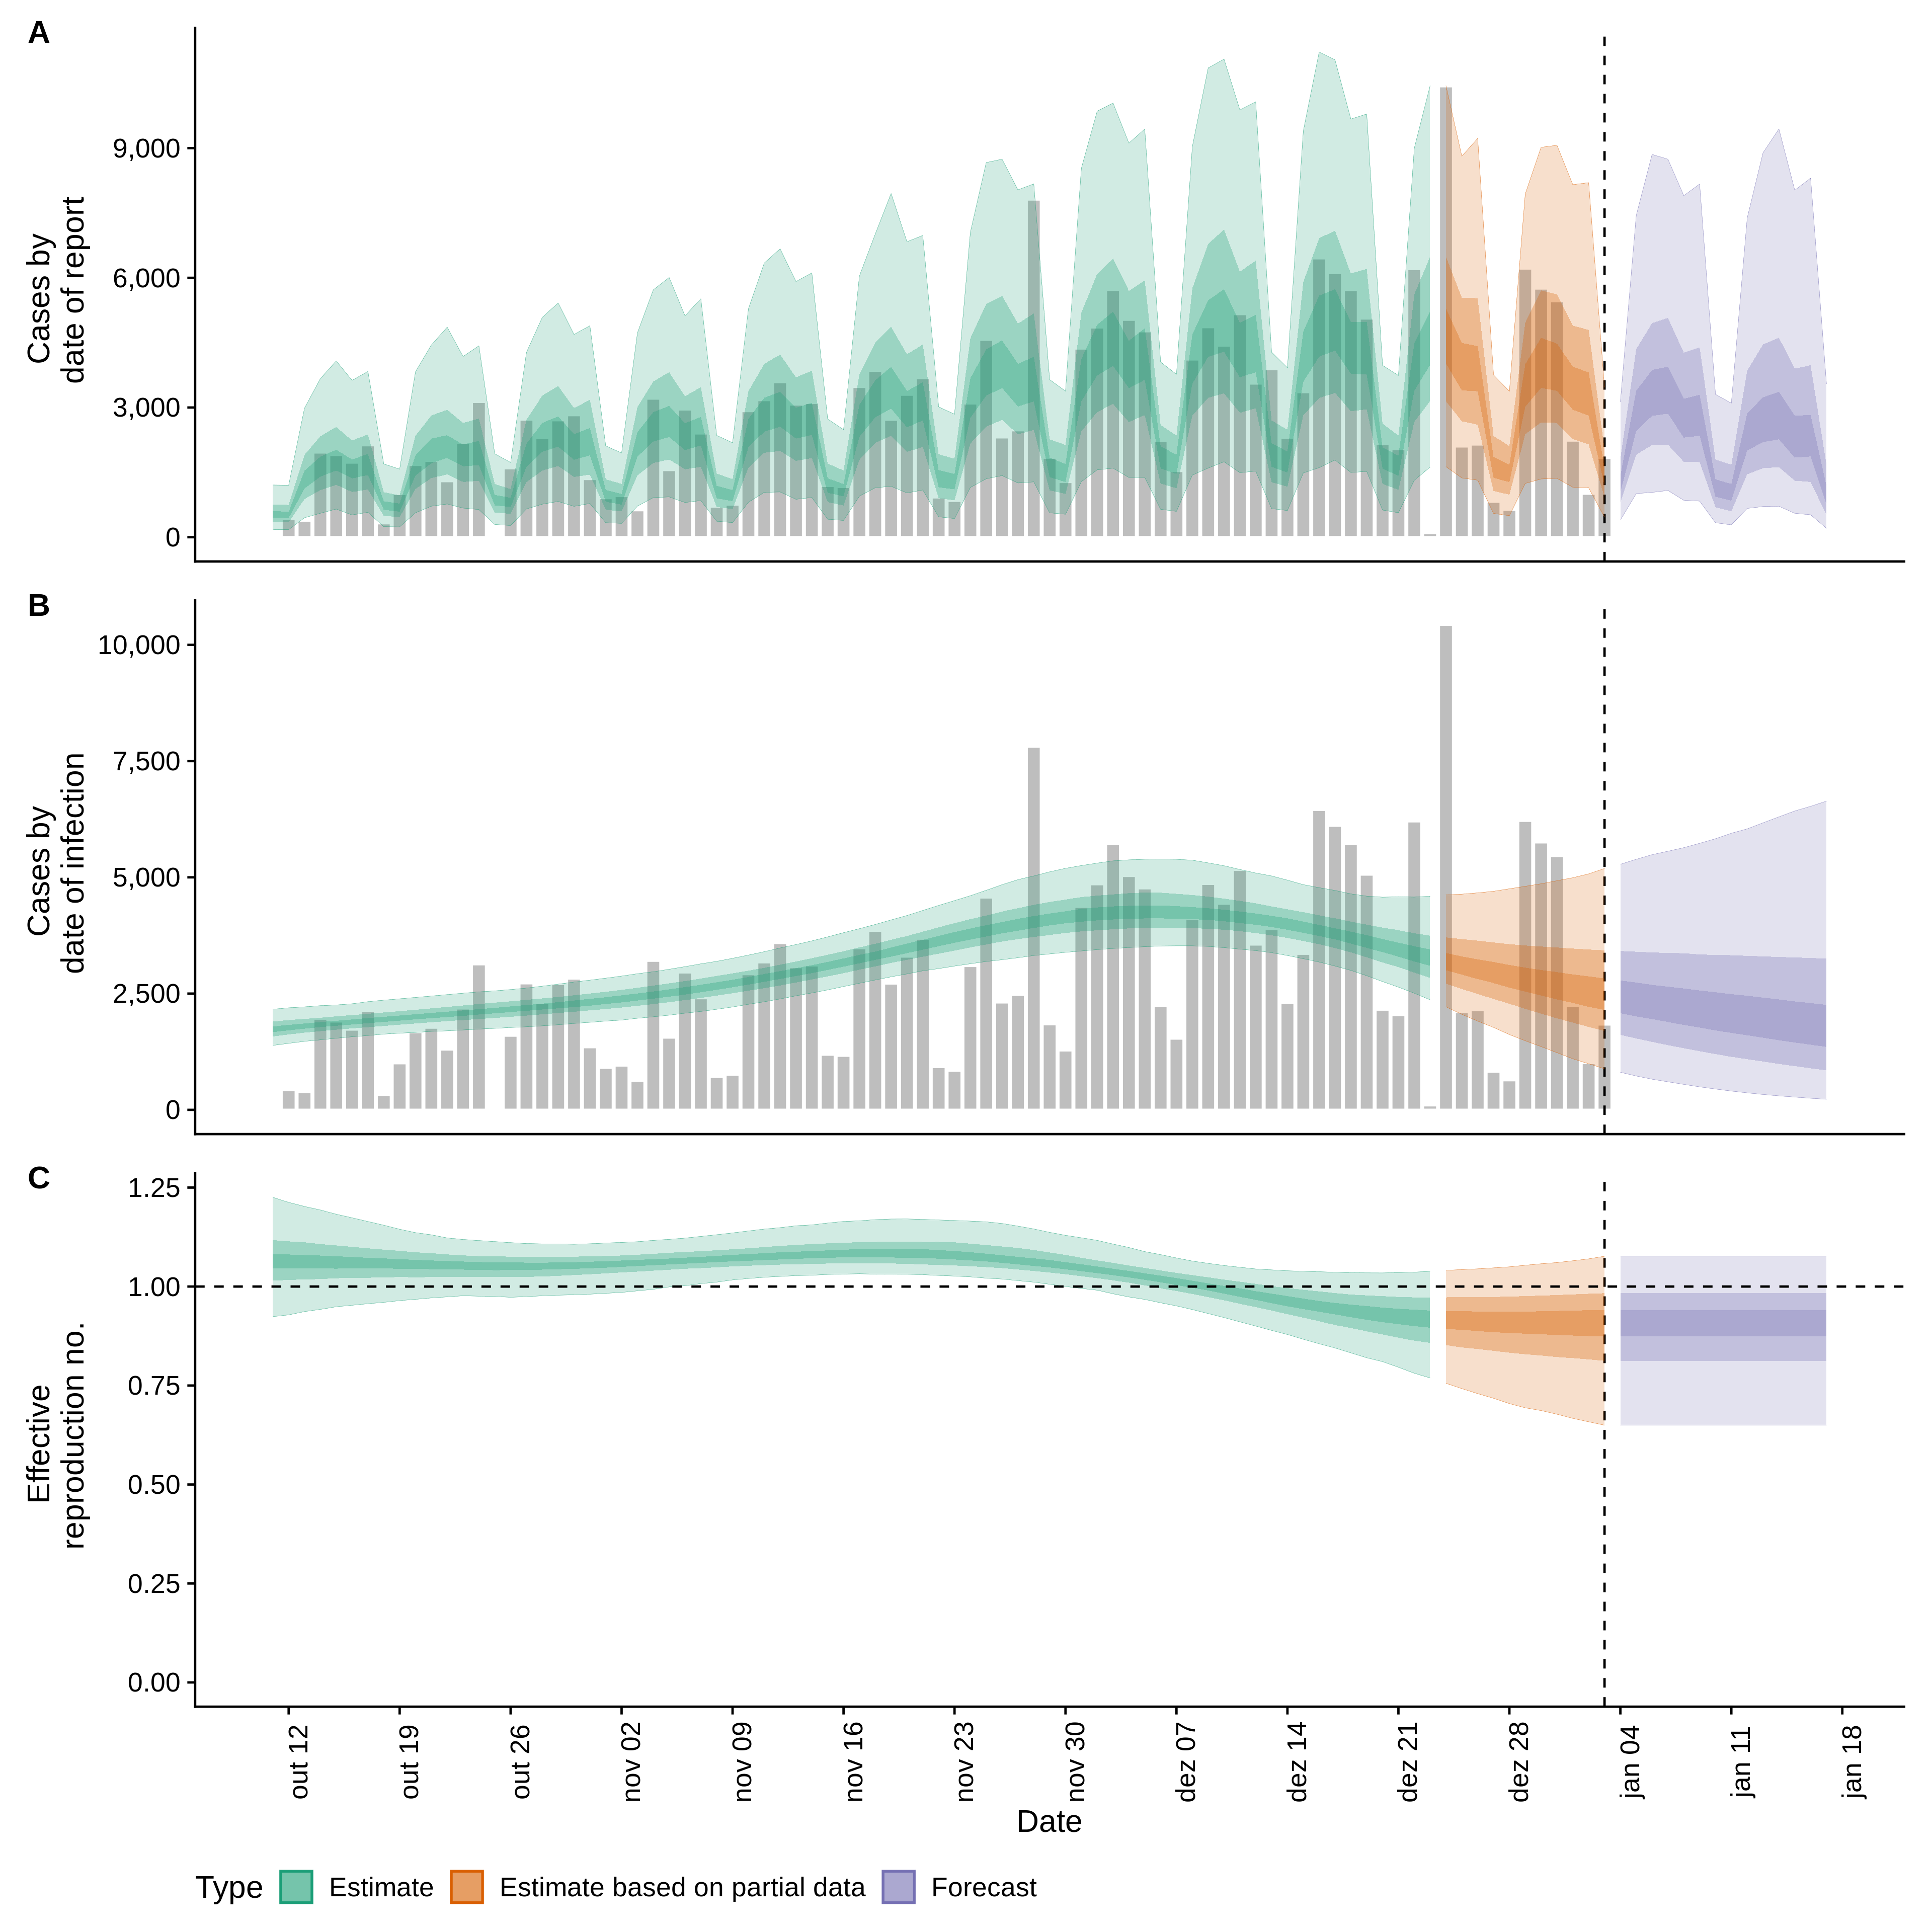 A
Cases by
date of report
9,000
6,000
3,000
0
B
Cases by
date of infection
10,000
7,500
5,000
2,500
0
C
Effective
reproduction no.
1.25
1.00
0.75
0.50
0.25
0.00
out 12
out 19
out 26
nov 02
nov 09
nov 16
nov 23
nov 30
dez 07
dez 14
dez 21
dez 28
jan 04
jan 11
jan 18
Date
Type Estimate Estimate based on partial data Forecast